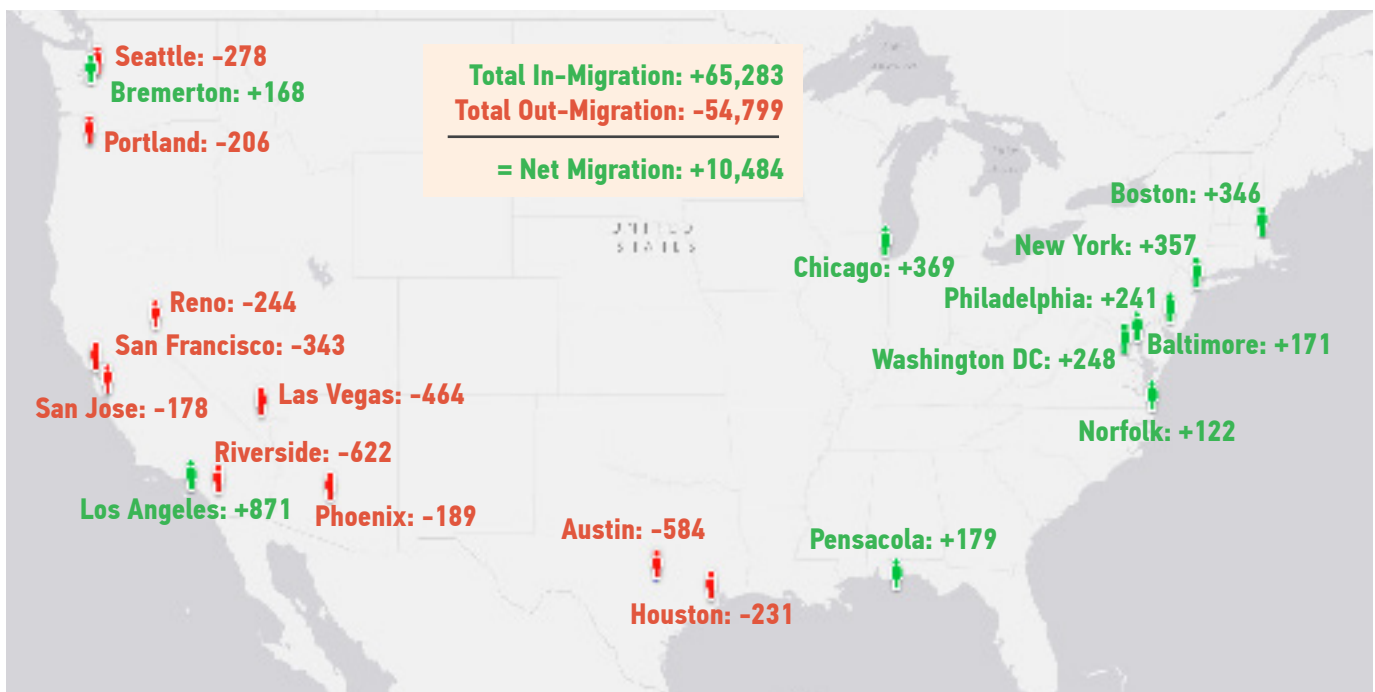 Seattle: -278
Bremerton: +168
Portland: -206
Total In-Migration: +65,283
Total Out-Migration: -54,799
= Net Migration: +10,484
UNITED
STATES
Boston: +346
New York: +357
Chicago: +369
Philadelphia: +241
Baltimore: +171
Washington DC: +248
Norfolk: +122
Reno: -244
San Francisco: -343
San Jose: -178
Las Vegas: -464
Riverside: -622
Los Angeles: +871
Phoenix: -189
Austin: -584
Houston: -231
Pensacola: +179